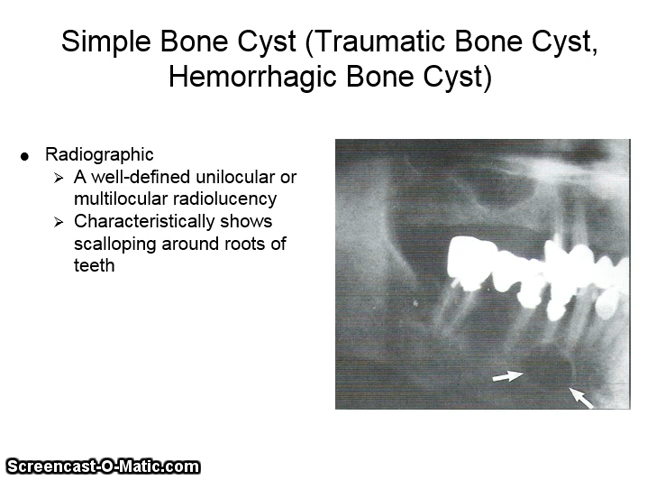 Simple Bone Cyst (Traumatic Bone Cyst,
Hemorrhagic Bone Cyst)
● Radiographic
➢ A well-defined unilocular or
multilocular radiolucency
➢ Characteristically shows
scalloping around roots of
teeth
Screencast-O-Matic.com